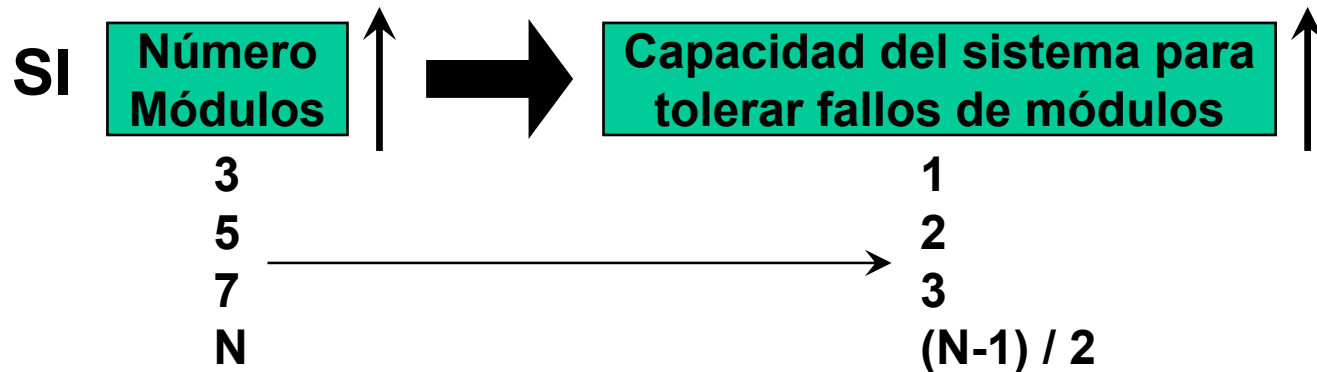 SI
Número
Módulos
Capacidad del sistema para
tolerar fallos de módulos
3 1
5 2
7 3
N (N-1) / 2